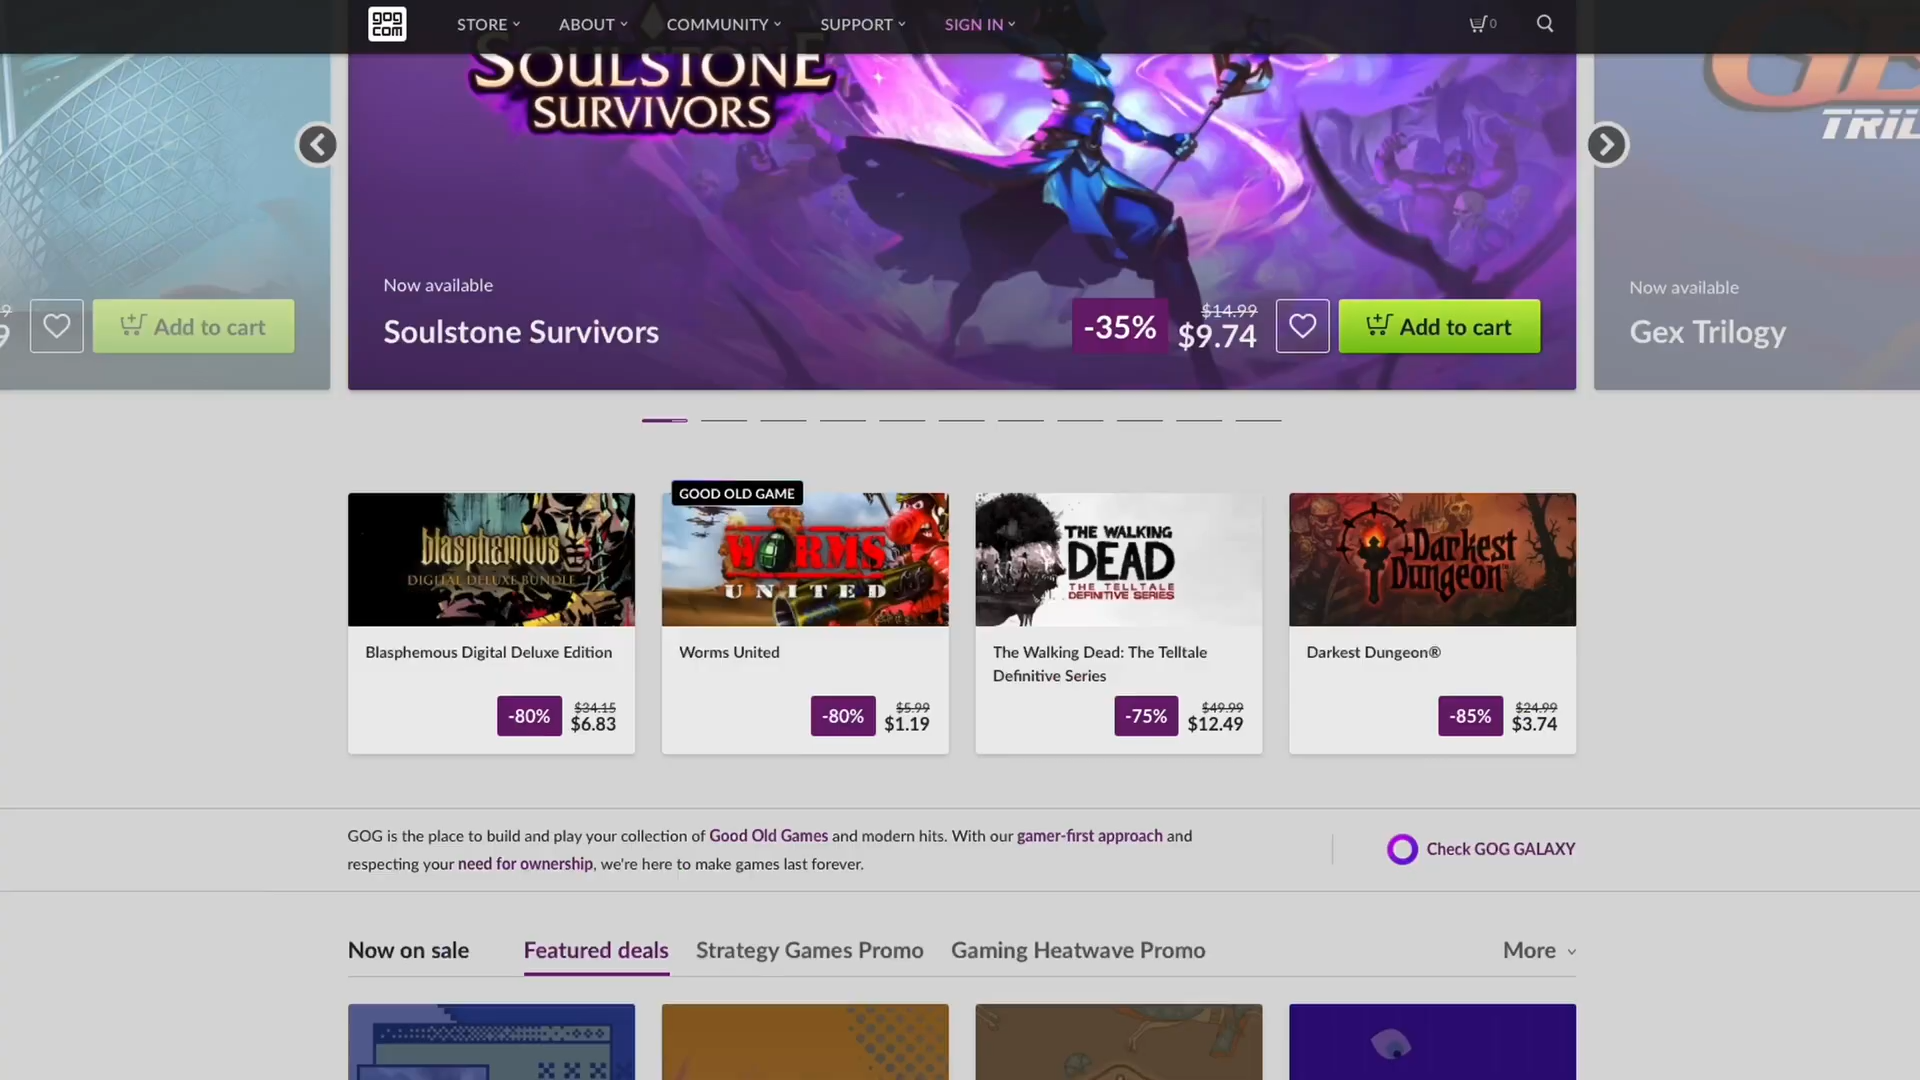 gog
com
STORE
ABOUT
COMMUNITY
SUPPORT
SIGN IN
0
SOULSTONE
SURVIVORS
TRIL
9
9
Add to cart
Now available
Soulstone Survivors
-35%
$14.99
$9.74
Add to cart
Now available
Gex Trilogy
GOOD OLD GAME
blasphemous
DIGITAL DELUXE BUNDLE
WORMS
UNITED
THE WALKING
DEAD
THE TELLTALE
DEFINITIVE SERIES
Darkest
Dungeon™
Blasphemous Digital Deluxe Edition
-80%
$34.15
$6.83
Worms United
-80%
$5.99
$1.19
The Walking Dead: The Telltale
Definitive Series
-75%
$49.99
$12.49
Darkest Dungeon®
-85%
$24.99
$3.74
GOG is the place to build and play your collection of Good Old Games and modern hits. With our gamer-first approach and
respecting your need for ownership, we're here to make games last forever.
Check GOG GALAXY
Now on sale
Featured deals
Strategy Games Promo
Gaming Heatwave Promo
More